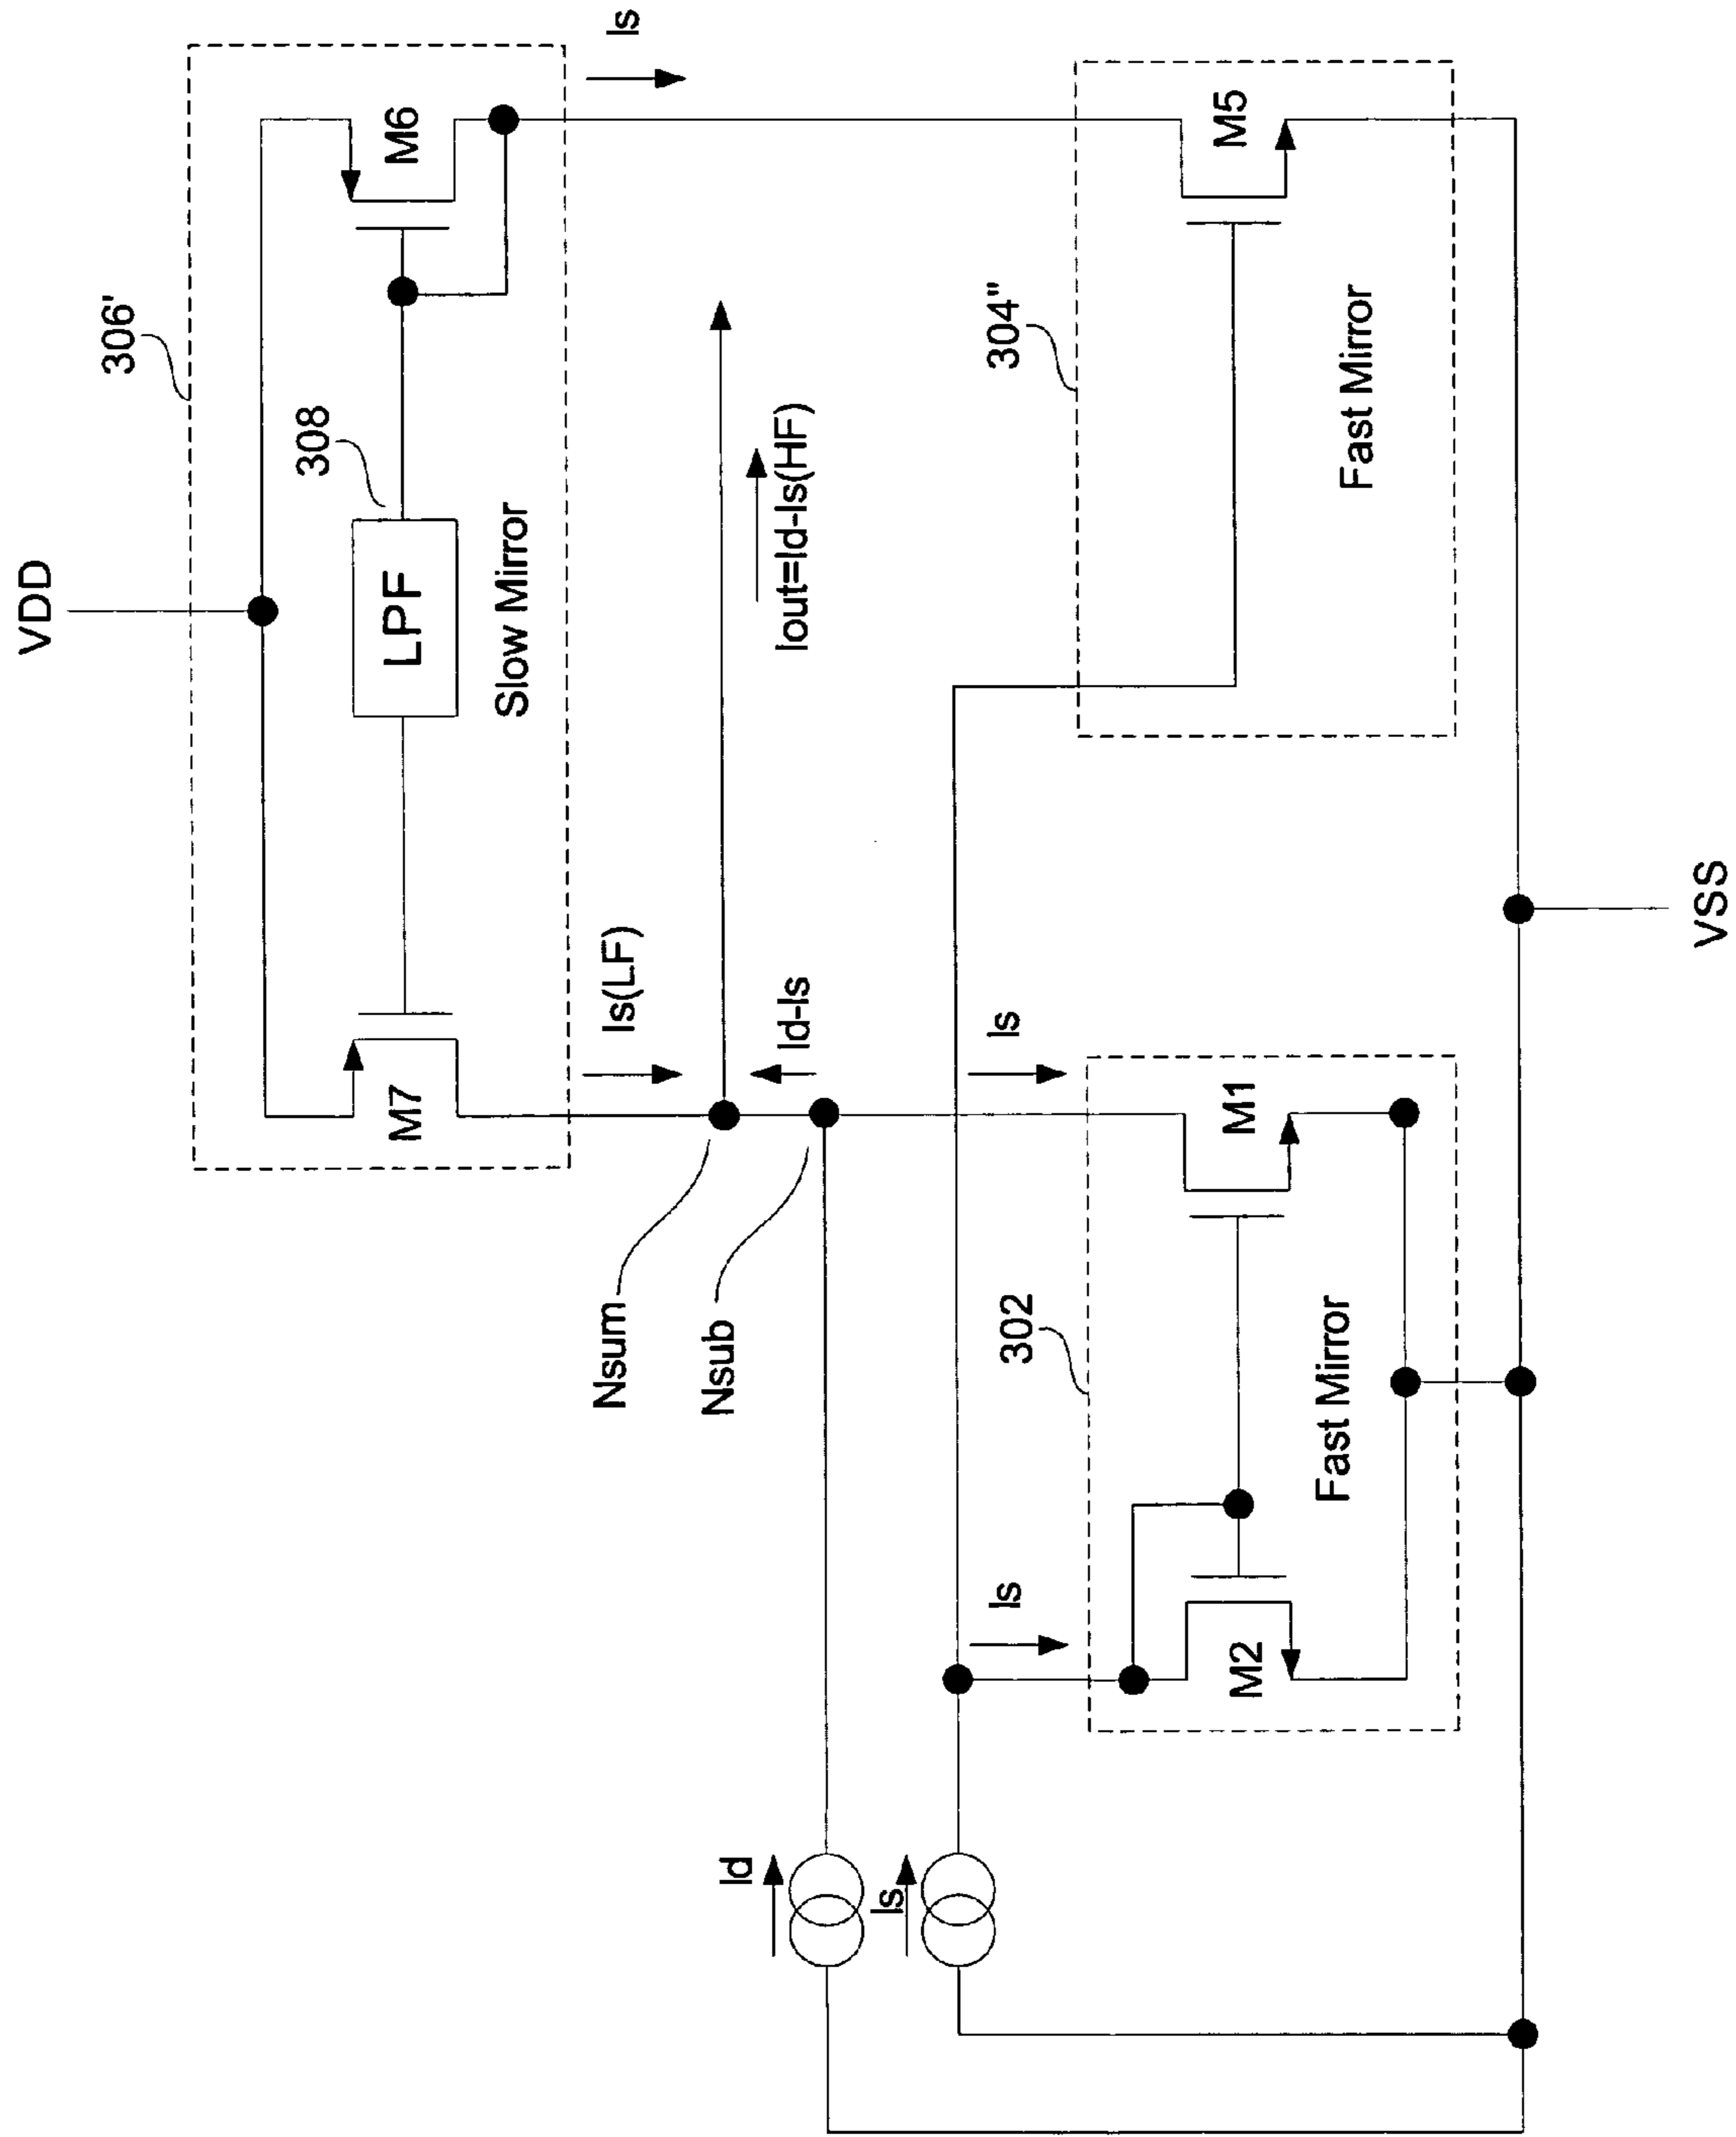 VDD
306'
308
LPF
M7
M6
Slow Mirror
Is(LF)
Is
Nsum
Nsub
Id-Is
Iout=Id-Is(HF)
Id
Is
Is
Is
302
304"
M2
M1
M5
Fast Mirror
Fast Mirror
VSS